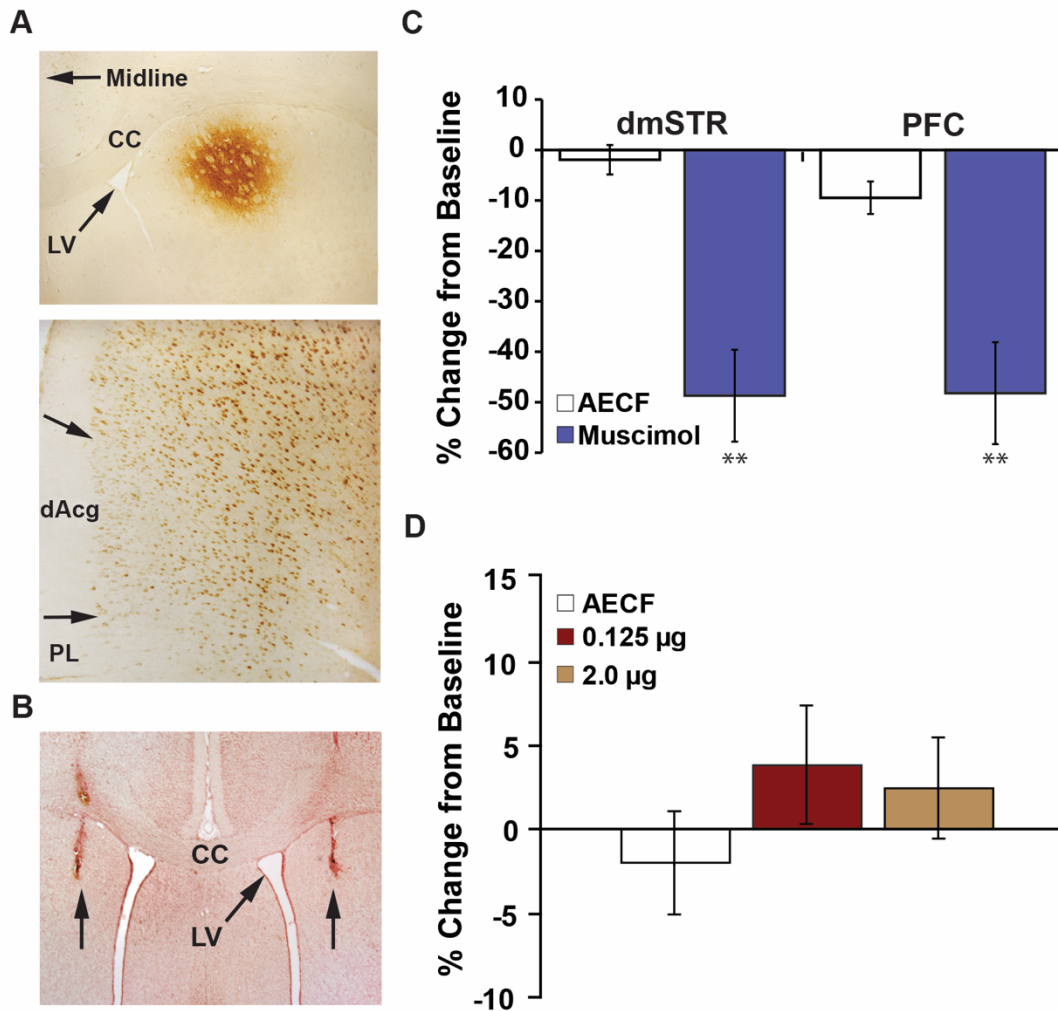 A
Midline
CC
LV
dAcg
PL
B
CC
LV
C
% Change from Baseline
10
0
-10
-20
-30
-40
-50
-60
dmSTR
PFC
AECF
Muscimol
**
**
D
% Change from Baseline
15
10
5
0
-5
-10
AECF
0.125 µg
2.0 µg